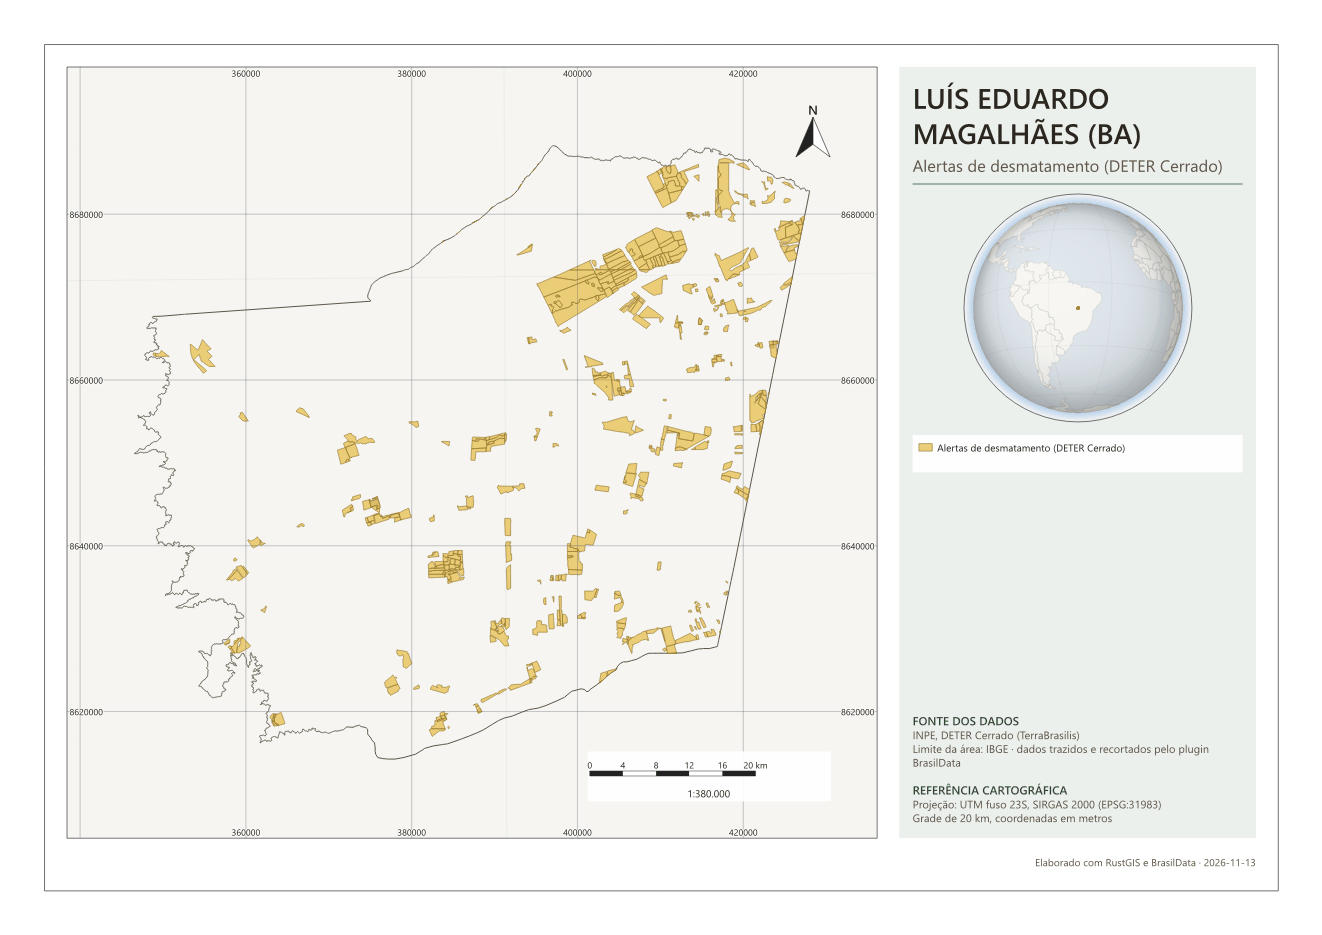 360000
380000
400000
420000
N
8680000
8680000
8660000
8660000
8640000
8640000
8620000
8620000
0 4 8 12 16 20 km
1:380.000
360000
380000
400000
420000
LUÍS EDUARDO
MAGALHÃES (BA)
Alertas de desmatamento (DETER Cerrado)
Alertas de desmatamento (DETER Cerrado)
FONTE DOS DADOS
INPE, DETER Cerrado (TerraBrasilis)
Limite da área: IBGE · dados trazidos e recortados pelo plugin
BrasilData
REFERÊNCIA CARTOGRÁFICA
Projeção: UTM fuso 23S, SIRGAS 2000 (EPSG:31983)
Grade de 20 km, coordenadas em metros
Elaborado com RustGIS e BrasilData · 2026-11-13